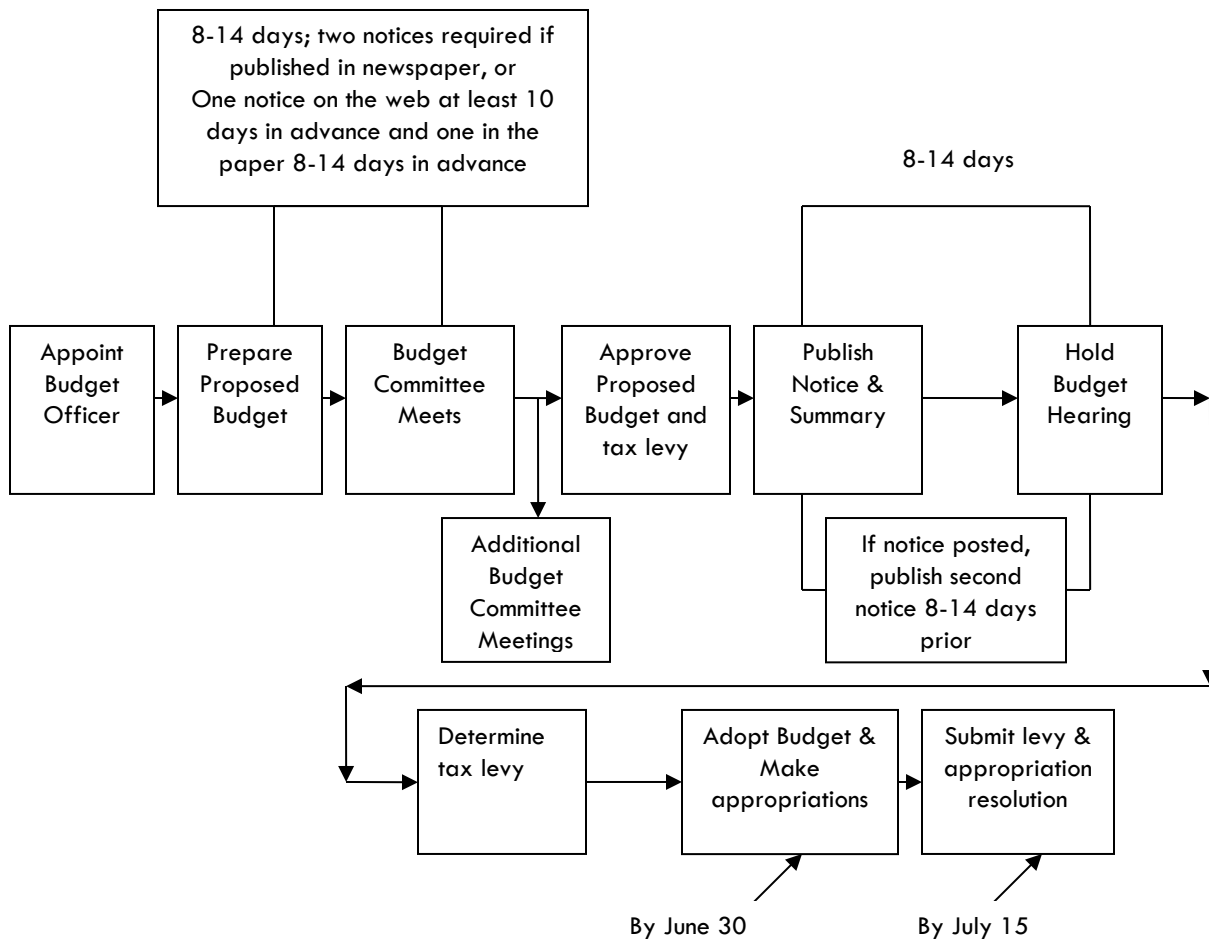 8-14 days; two notices required if
published in newspaper, or
One notice on the web at least 10
days in advance and one in the
paper 8-14 days in advance
8-14 days
Appoint
Budget
Officer
Prepare
Proposed
Budget
Budget
Committee
Meets
Approve
Proposed
Budget and
tax levy
Publish
Notice &
Summary
Hold
Budget
Hearing
Additional
Budget
Committee
Meetings
If notice posted,
publish second
notice 8-14 days
prior
Determine
tax levy
Adopt Budget &
Make
appropriations
Submit levy &
appropriation
resolution
By June 30
By July 15